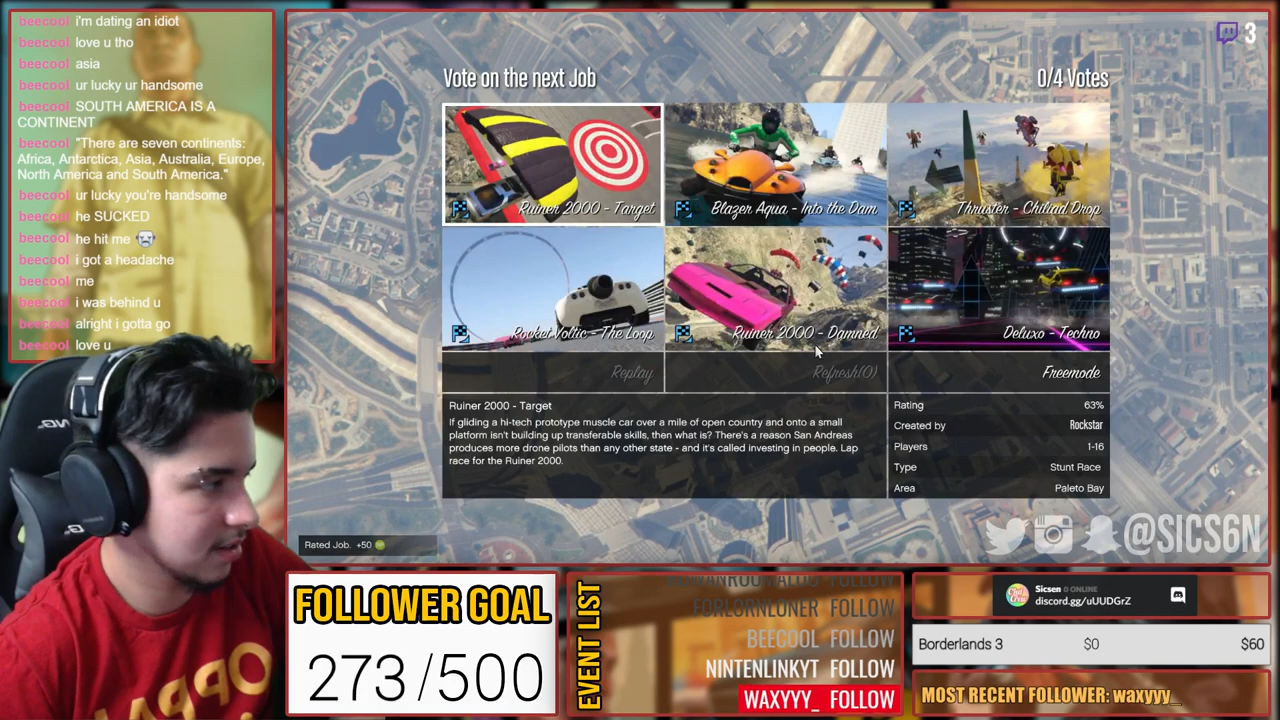 beecool i'm dating an idiot
beecool love u tho
beecool asia
beecool ur lucky ur handsome
beecool SOUTH AMERICA IS A
CONTINENT
beecool "There are seven continents:
Africa, Antarctica, Asia, Australia, Europe,
North America and South America."
beecool ur lucky you're handsome
beecool he SUCKED
beecool he hit me
beecool i got a headache
beecool me
beecool i was behind u
beecool alright i gotta go
beecool love u
3
Vote on the next Job
0/4 Votes
Ruiner 2000 - Target
Blazer Aqua - Into the Dam
Thruster - Chiliad Drop
Rocket Voltic - The Loop
Ruiner 2000 - Damned
Deluxo - Techno
Replay
Refresh(0)
Freemode
Ruiner 2000 - Target
If gliding a hi-tech prototype muscle car over a mile of open country and onto a small
platform isn't building up transferable skills, then what is? There's a reason San Andreas
produces more drone pilots than any other state - and it's called investing in people. Lap
race for the Ruiner 2000.
Rating 63%
Created by Rockstar
Players 1-16
Type Stunt Race
Area Paleto Bay
Rated Job. +50
@SICS6N
FOLLOWER GOAL
273/500
EVENT LIST
FOLLOW
FORLORNLONER FOLLOW
BEECOOL FOLLOW
NINTENLINKYT FOLLOW
WAXYYY_ FOLLOW
Sicsen ONLINE
discord.gg/uUUDGrZ
Borderlands 3 $0 $60
MOST RECENT FOLLOWER: waxyyy_